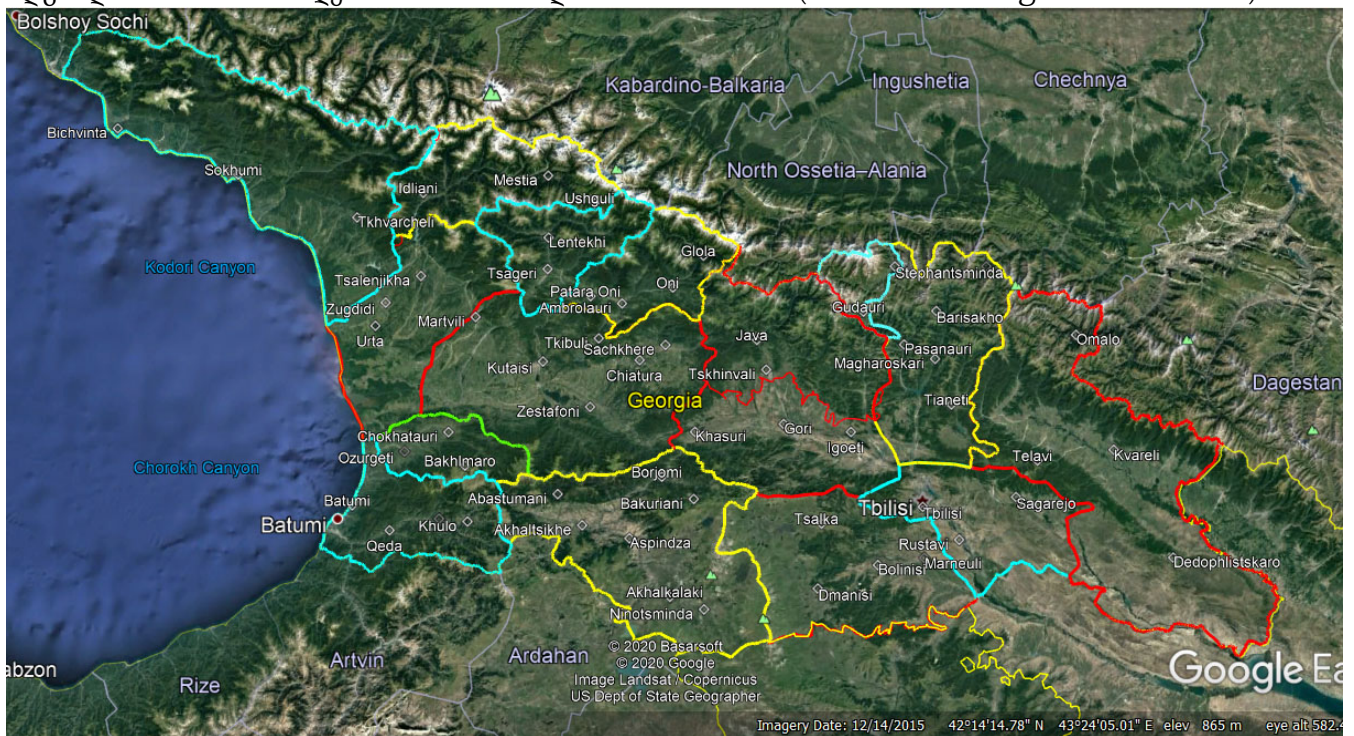 Bolshoy Sochi
Kabardino-Balkaria
Ingushetia
Chechnya
Bichvinta
Sokhumi
North Ossetia–Alania
Mestia
Idliani
Ushguli
Tkhvarcheli
Lentekhi
Glola
Kodori Canyon
Tsageri
Stephantsminda
Tsalenjikha
Oni
Patara Oni
Zugdidi
Ambrolauri
Gudauri
Barisakho
Martvili
Urta
Tkibuli
Java
Omalo
Sachkhere
Pasanauri
Kutaisi
Chiatura
Tskhinvali
Magharoskari
Dagestan
Georgia
Tianeti
Zestafoni
Chokhatauri
Khasuri
Gori
Igoeti
Kvareli
Ozurgeti
Bakhlmaro
Telavi
Chorokh Canyon
Borjomi
Abastumani
Bakuriani
Batumi
Tbilisi
Tbilisi
Sagarejo
Batumi
Khulo
Akhaltsikhe
Tsalka
Qeda
Aspindza
Rustavi
Marneuli
Bolinisi
Dedophlistskaro
Akhalkalaki
Dmanisi
Ninotsminda
Artvin
Ardahan
abzon
Rize
© 2020 Basarsoft
© 2020 Google
Image Landsat / Copernicus
US Dept of State Geographer
Google Ea
Imagery Date: 12/14/2015 42°14'14.78" N 43°24'05.01" E elev 865 m eye alt 582.4